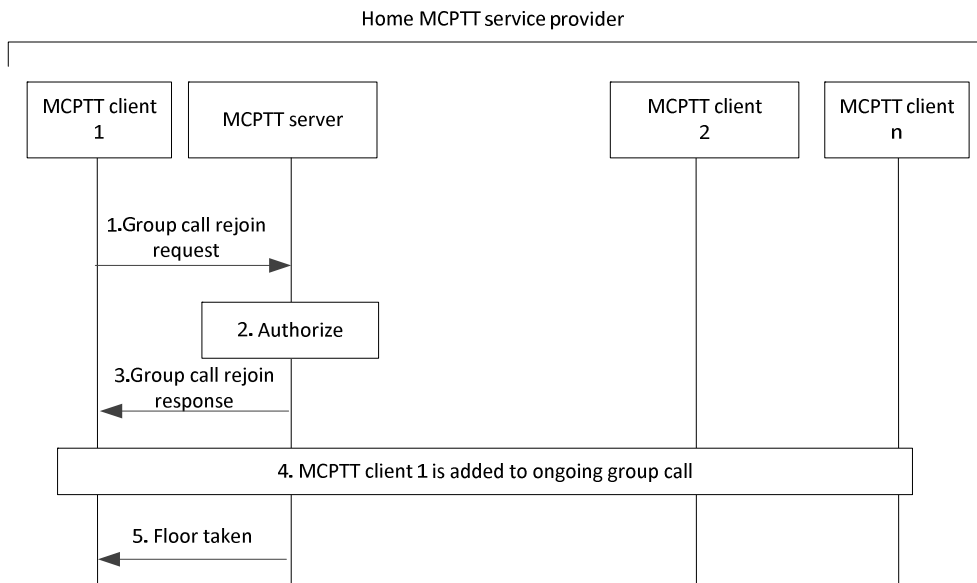 Home MCPTT service provider
MCPTT client
1
MCPTT server
MCPTT client
2
MCPTT client
n
1.Group call rejoin
request
2. Authorize
3.Group call rejoin
response
4. MCPTT client 1 is added to ongoing group call
5. Floor taken